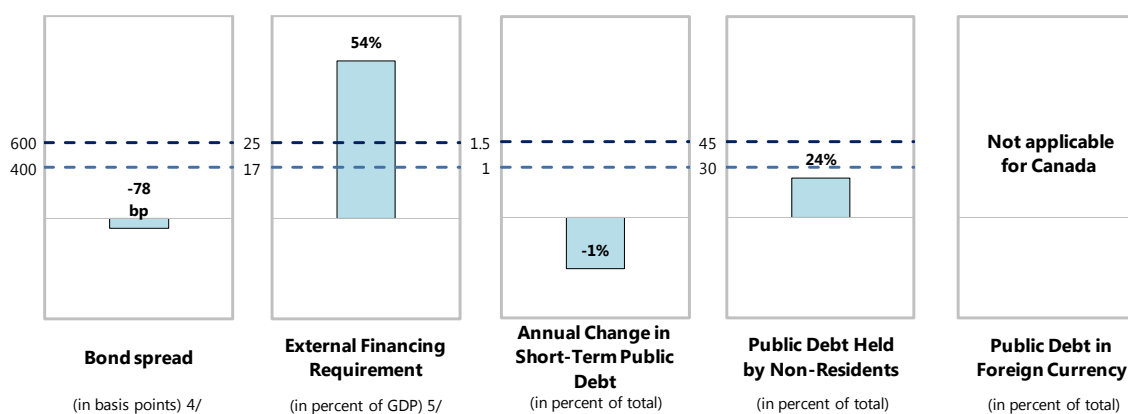 54%
600
25
1.5
45
400
17
1
30
-78
bp
-1%
24%
Not applicable
for Canada
Bond spread
(in basis points) 4/
External Financing
Requirement
(in percent of GDP) 5/
Annual Change in
Short-Term Public
Debt
(in percent of total)
Public Debt Held
by Non-Residents
(in percent of total)
Public Debt in
Foreign Currency
(in percent of total)